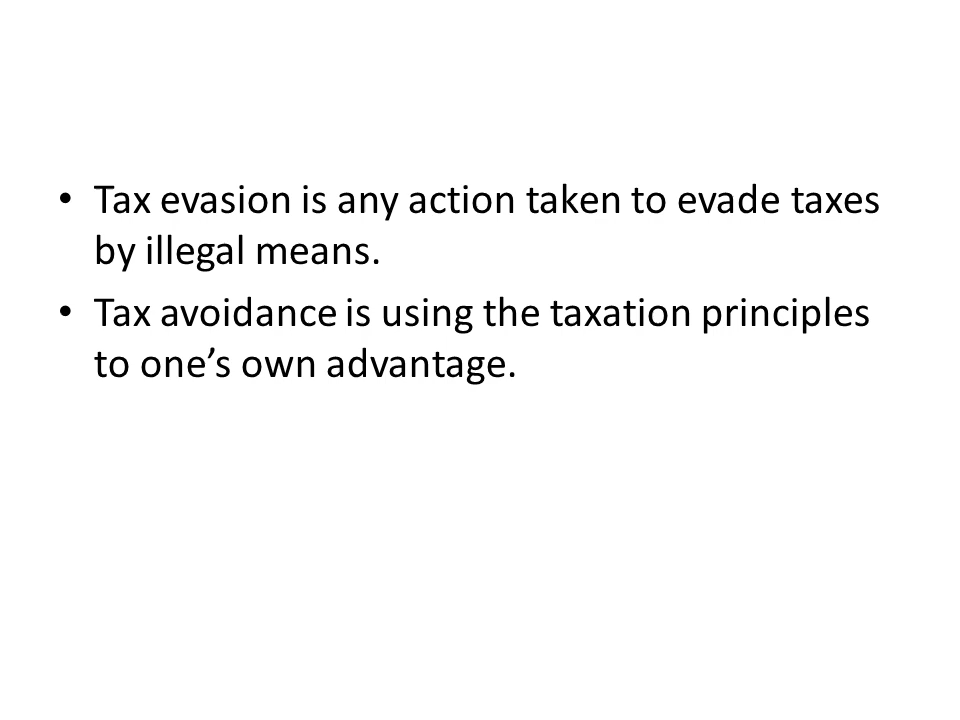 • Tax evasion is any action taken to evade taxes
by illegal means.
• Tax avoidance is using the taxation principles
to one’s own advantage.